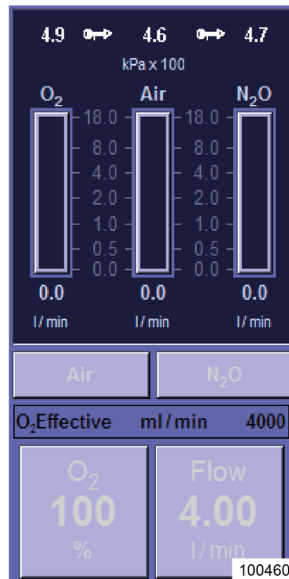 4.9 4.6 4.7
kPa x 100
O₂ Air N₂O
18.0 18.0
8.0 8.0
4.0 4.0
2.0 2.0
1.0 1.0
0.5 0.5
0.0 0.0
0.0 0.0 0.0
l/min l/min l/min
Air N₂O
O₂Effective ml/min 4000
O₂ Flow
100 4.00
% l/min
100460